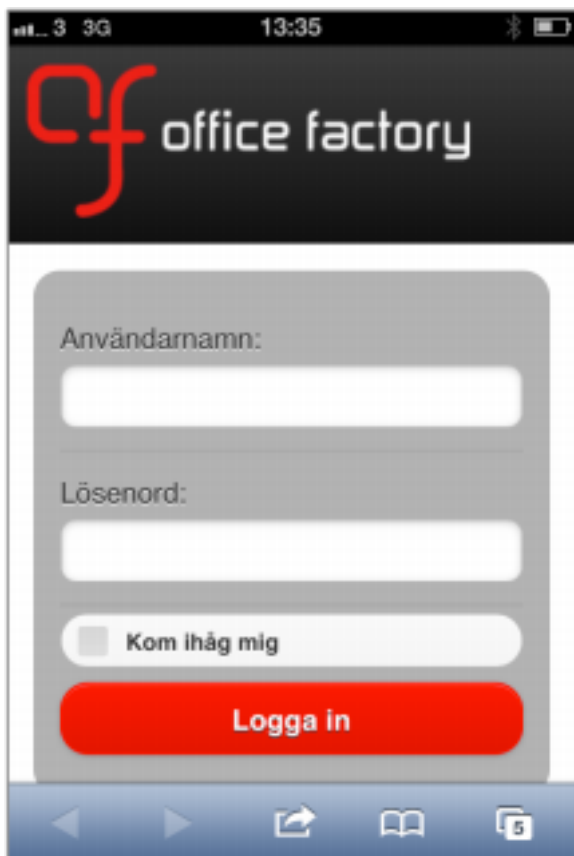 3 3G 13:35
office factory
Användarnamn:
Lösenord:
Kom ihåg mig
Logga in
5